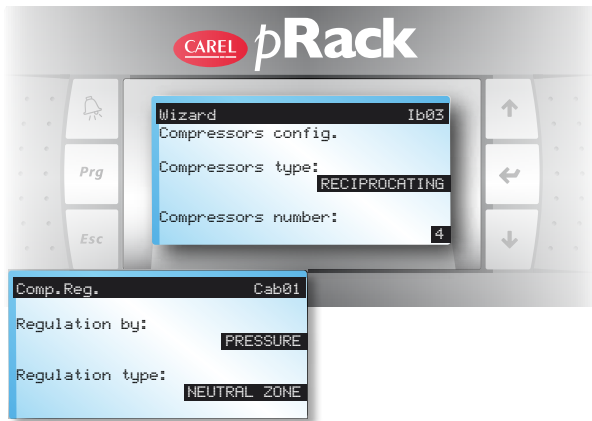 CAREL pRack
Wizard Ib03
Compressors config.
Compressors type:
RECIPROCATING
Compressors number:
4
Prg
Esc
Comp.Reg. Cab01
Regulation by:
PRESSURE
Regulation type:
NEUTRAL ZONE